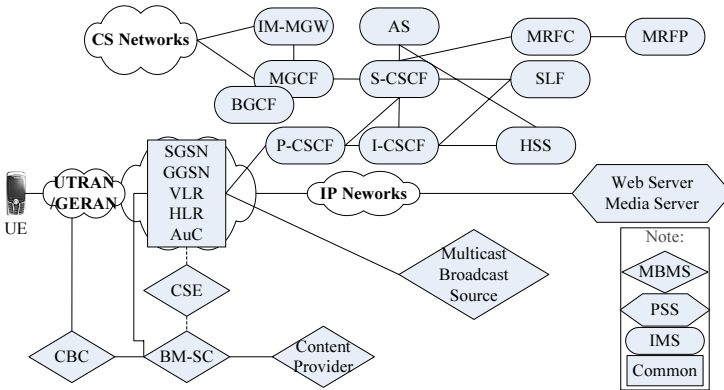 IM-MGW
AS
MRFC
MRFP
CS Networks
MGCF
S-CSCF
SLF
BGCF
P-CSCF
I-CSCF
HSS
SGSN
GGSN
VLR
HLR
AuC
UTRAN
/GERAN
IP Neworks
Web Server
Media Server
UE
Note:
Multicast
Broadcast
Source
MBMS
CSE
PSS
IMS
CBC
BM-SC
Content
Provider
Common